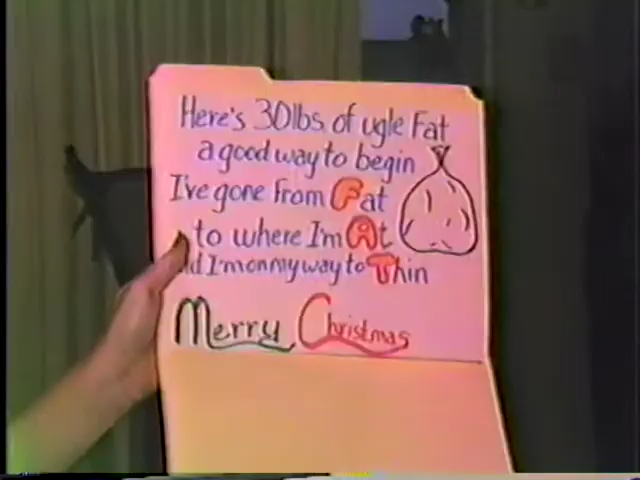 Here's 30lbs of ugle Fat
a good way to begin
I've gone from Fat
to where I'm At
nd I'm on my way to Thin
Merry Christmas